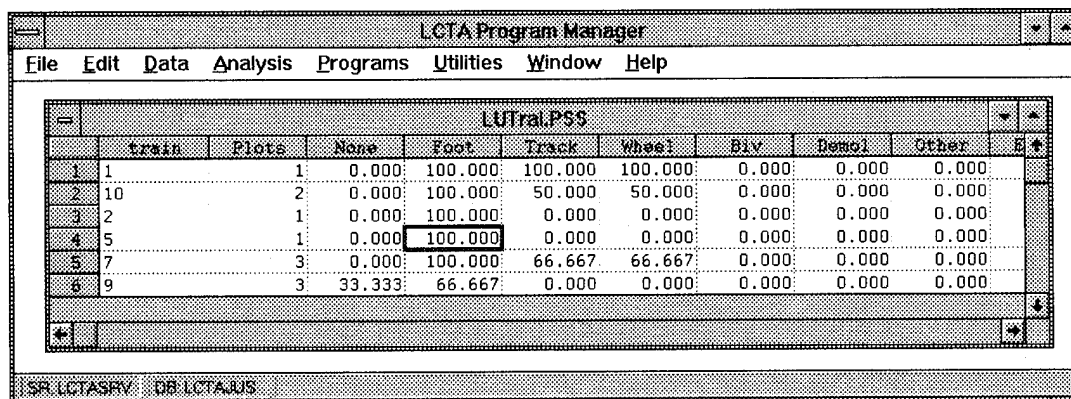 LCTA Program Manager
File Edit Data Analysis Programs Utilities Window Help
LUTral.PSS
train Plots None Foot Track Wheel Biv Demol Other E
1 1 1 0.000 100.000 100.000 100.000 0.000 0.000 0.000
2 10 2 0.000 100.000 50.000 50.000 0.000 0.000 0.000
3 2 1 0.000 100.000 0.000 0.000 0.000 0.000 0.000
4 5 1 0.000 100.000 0.000 0.000 0.000 0.000 0.000
5 7 3 0.000 100.000 66.667 66.667 0.000 0.000 0.000
6 9 3 33.333 66.667 0.000 0.000 0.000 0.000 0.000
SR: LCTASRV DB: LCTAJUS